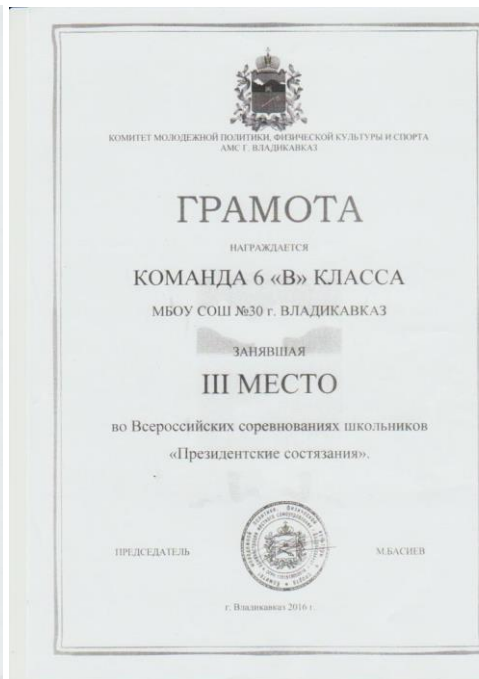 КОМИТЕТ МОЛОДЕЖНОЙ ПОЛИТИКИ, ФИЗИЧЕСКОЙ КУЛЬТУРЫ И СПОРТА
АМС Г. ВЛАДИКАВКАЗ
ГРАМОТА
НАГРАЖДАЕТСЯ
КОМАНДА 6 «В» КЛАССА
МБОУ СОШ №30 г. ВЛАДИКАВКАЗ
ЗАНЯВШАЯ
III МЕСТО
во Всероссийских соревнованиях школьников
«Президентские состязания».
ПРЕДСЕДАТЕЛЬ
М.БАСИЕВ
г. Владикавказ 2016 г.